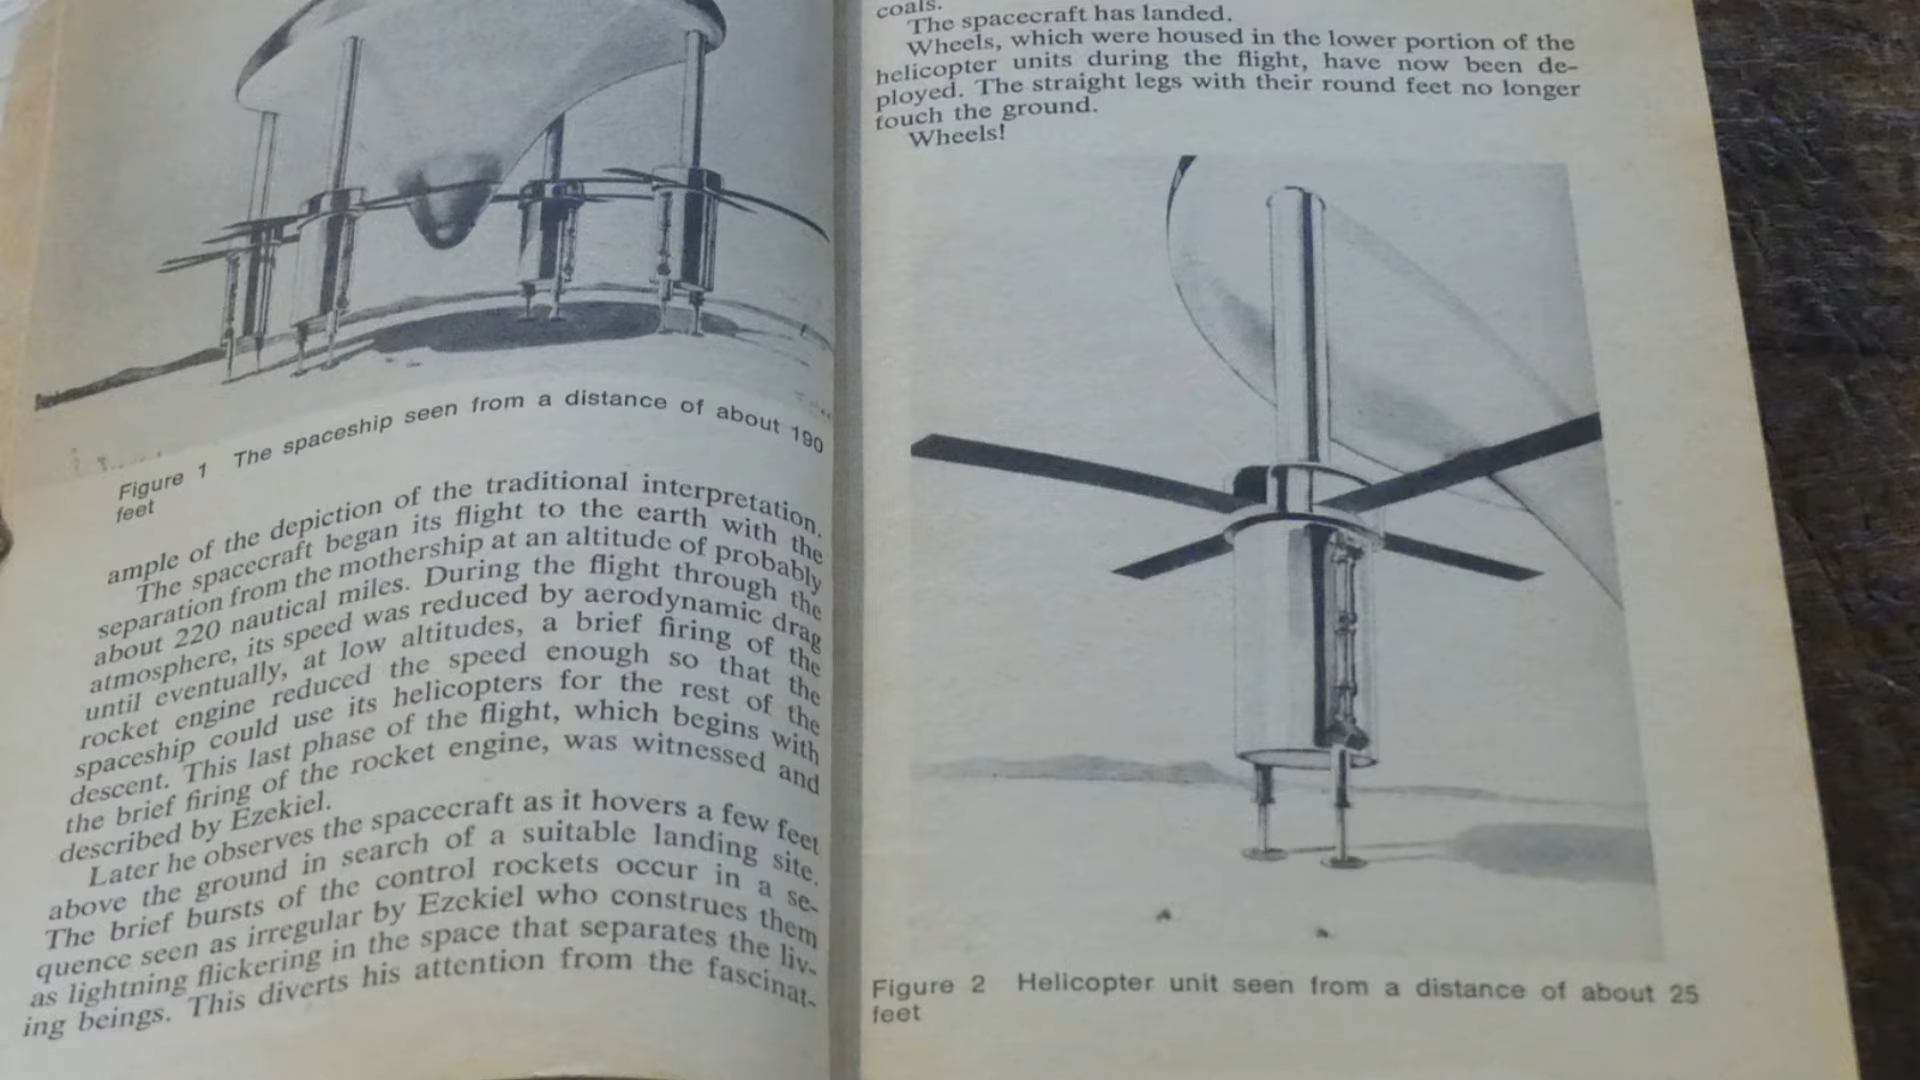 Figure 1 The spaceship seen from a distance of about 190
feet
ample of the depiction of the traditional interpretation.
The spacecraft began its flight to the earth with the
separation from the mothership at an altitude of probably
about 220 nautical miles. During the flight through the
atmosphere, its speed was reduced by aerodynamic drag
until eventually, at low altitudes, a brief firing of the
rocket engine reduced the speed enough so that the
spaceship could use its helicopters for the rest of the
descent. This last phase of the flight, which begins with
the brief firing of the rocket engine, was witnessed and
described by Ezekiel.
Later he observes the spacecraft as it hovers a few feet
above the ground in search of a suitable landing site.
The brief bursts of the control rockets occur in a se-
quence seen as irregular by Ezekiel who construes them
as lightning flickering in the space that separates the liv-
ing beings. This diverts his attention from the fascinat-
coals.
The spacecraft has landed.
Wheels, which were housed in the lower portion of the
helicopter units during the flight, have now been de-
ployed. The straight legs with their round feet no longer
touch the ground.
Wheels!
Figure 2 Helicopter unit seen from a distance of about 25
feet